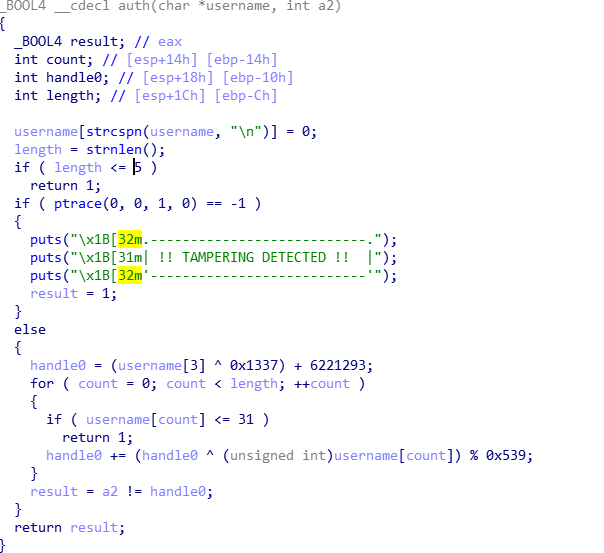 _BOOL4 __cdecl auth(char *username, int a2)
{
  _BOOL4 result; // eax
  int count; // [esp+14h] [ebp-14h]
  int handle0; // [esp+18h] [ebp-10h]
  int length; // [esp+1Ch] [ebp-Ch]

  username[strcspn(username, "\n")] = 0;
  length = strnlen();
  if ( length <= 5 )
    return 1;
  if ( ptrace(0, 0, 1, 0) == -1 )
  {
    puts("\x1B[32m.---------------------------.");
    puts("\x1B[31m| !! TAMPERING DETECTED !!  |");
    puts("\x1B[32m'---------------------------'");
    result = 1;
  }
  else
  {
    handle0 = (username[3] ^ 0x1337) + 6221293;
    for ( count = 0; count < length; ++count )
    {
      if ( username[count] <= 31 )
        return 1;
      handle0 += (handle0 ^ (unsigned int)username[count]) % 0x539;
    }
    result = a2 != handle0;
  }
  return result;
}